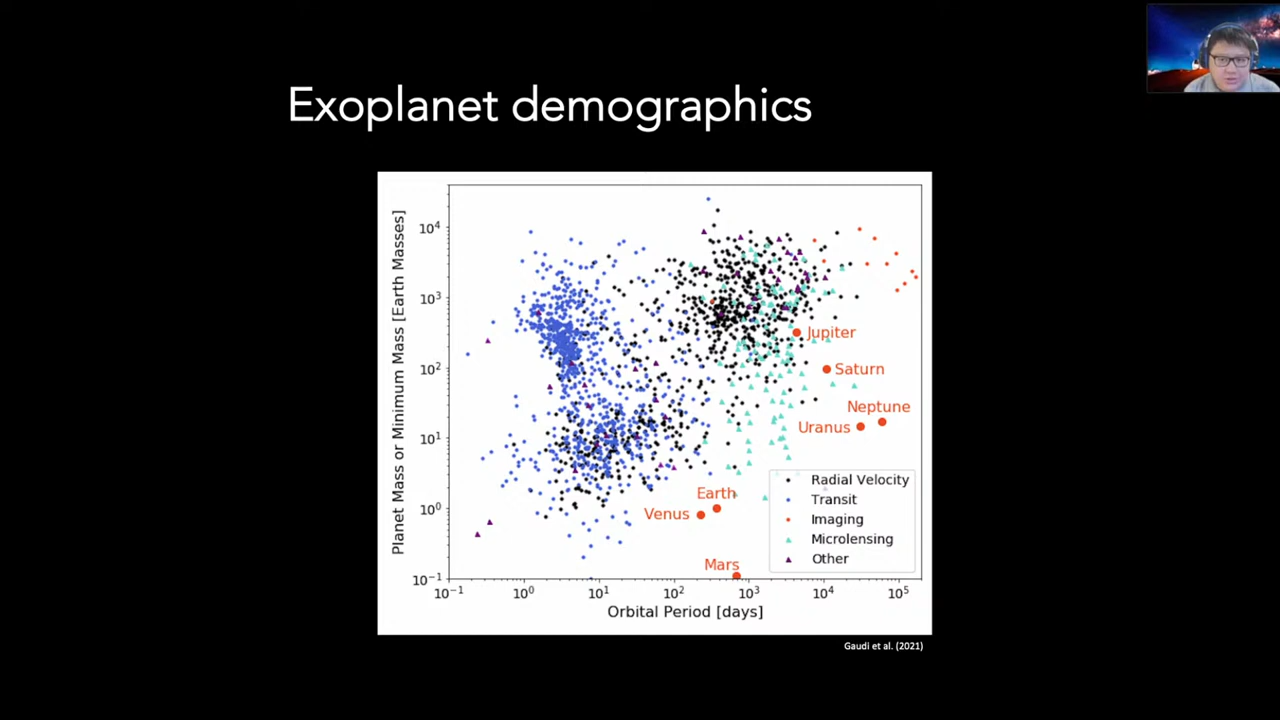 Exoplanet demographics
Planet Mass or Minimum Mass [Earth Masses]
10⁴
10³
10²
10¹
10⁰
10⁻¹
Jupiter
Saturn
Neptune
Uranus
Earth
Venus
Mars
Radial Velocity
Transit
Imaging
Microlensing
Other
10⁻¹ 10⁰ 10¹ 10² 10³ 10⁴ 10⁵
Orbital Period [days]
Gaudi et al. (2021)